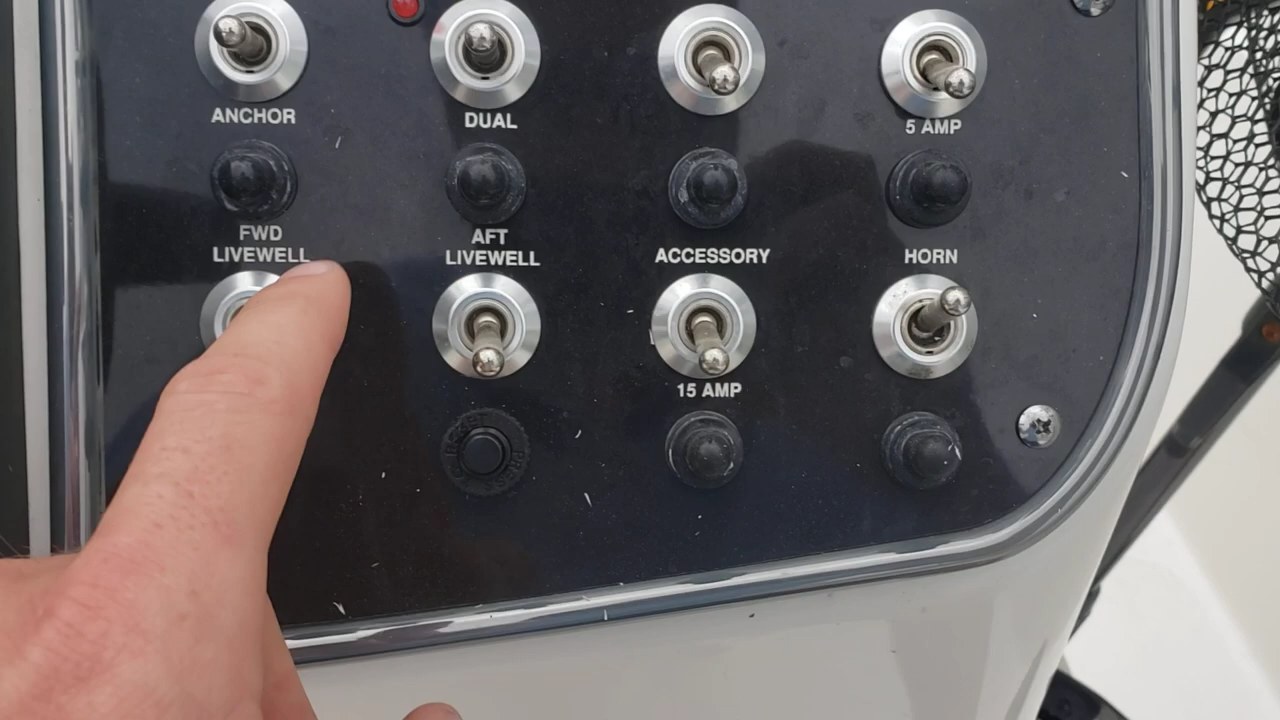 ANCHOR
DUAL
5 AMP
FWD
LIVEWELL
AFT
LIVEWELL
ACCESSORY
HORN
15 AMP